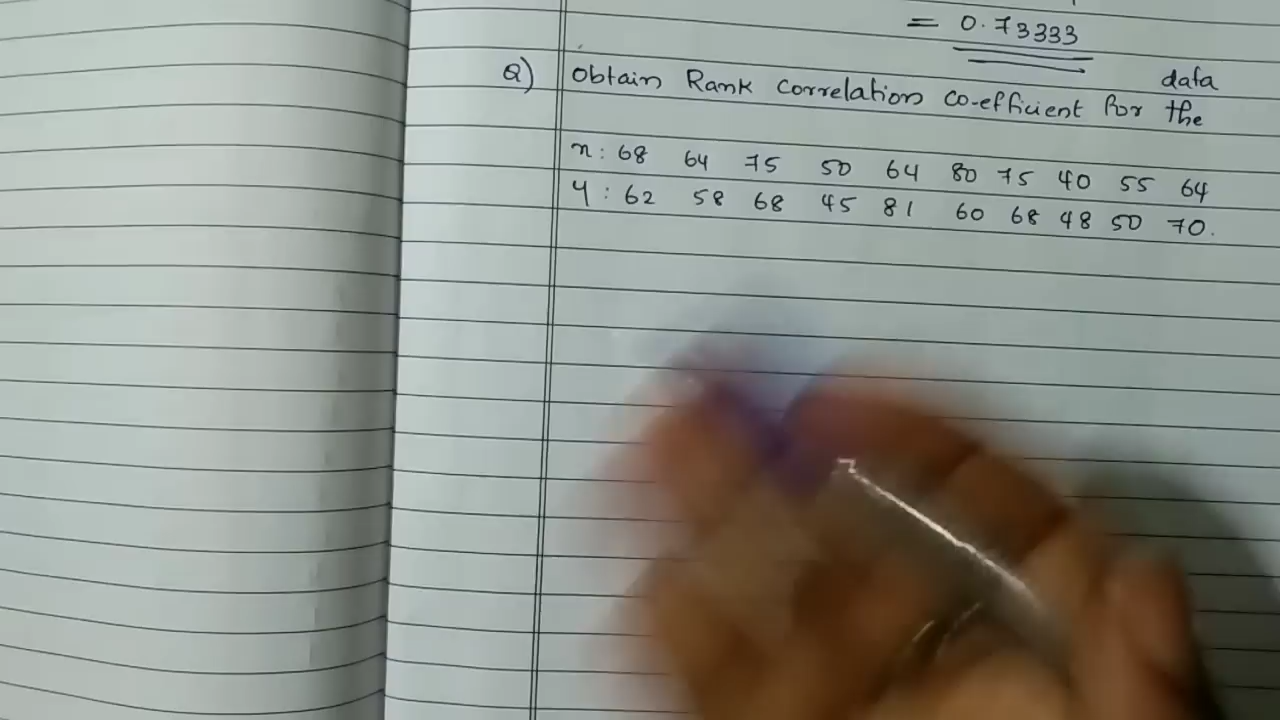 = 0.73333
Q) Obtain Rank Correlation co-efficient for the data
x: 68 64 75 50 64 80 75 40 55 64
y: 62 58 68 45 81 60 68 48 50 70.